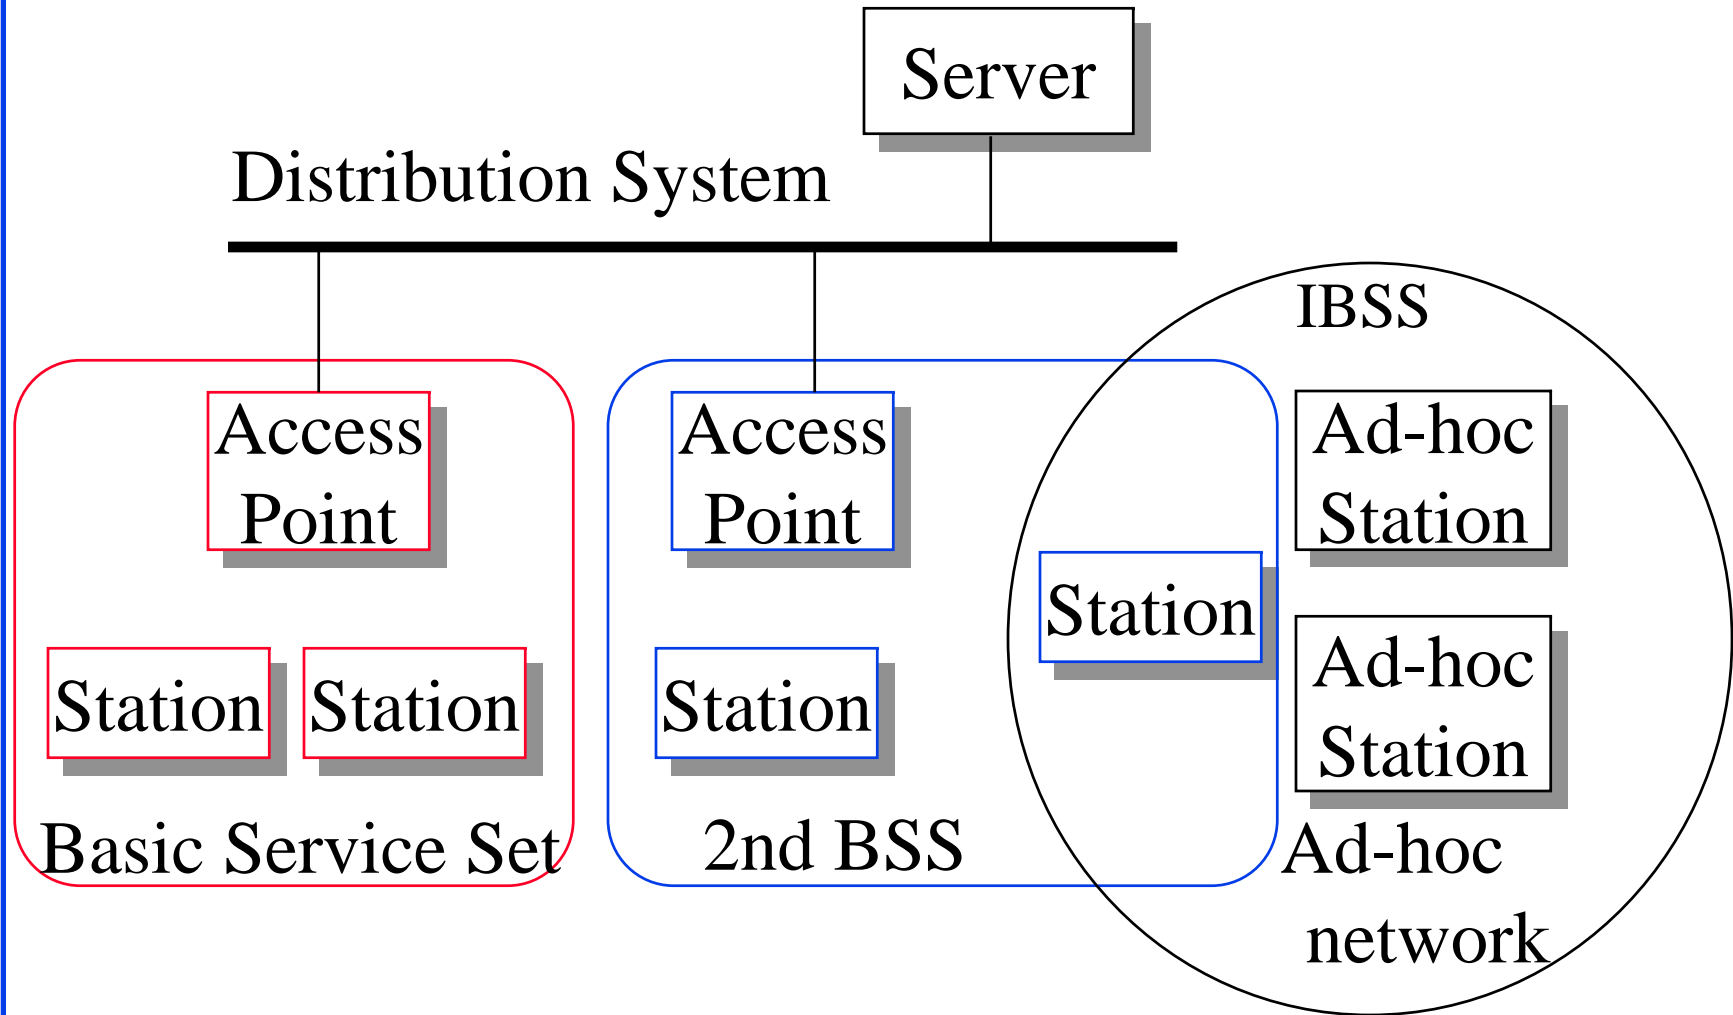 Server
Distribution System
IBSS
Access
Point
Access
Point
Ad-hoc
Station
Station
Ad-hoc
Station
Station
Station
Station
Basic Service Set
2nd BSS
Ad-hoc
network